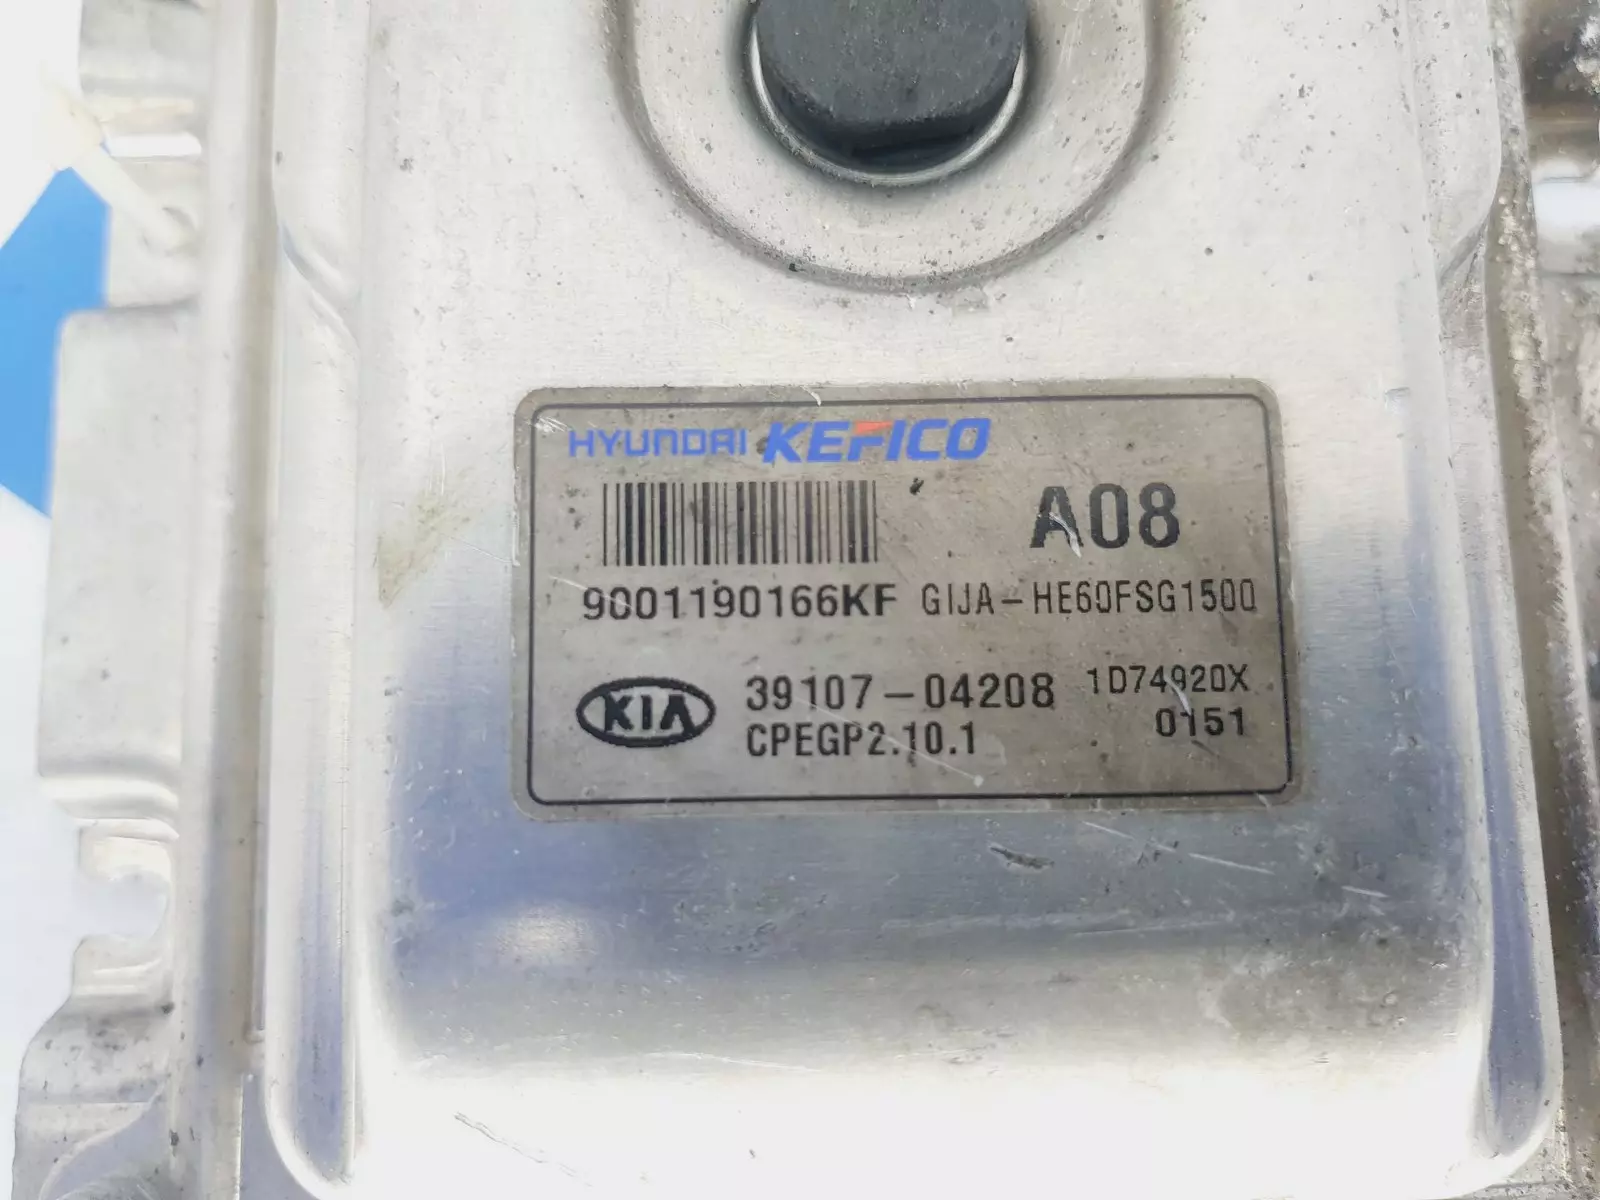 HYUNDAI KEFICO
A08
9001190166KF GIJA-HE60FSG1500
KIA 39107-04208 1D74920X
CPEGP2.10.1 0151